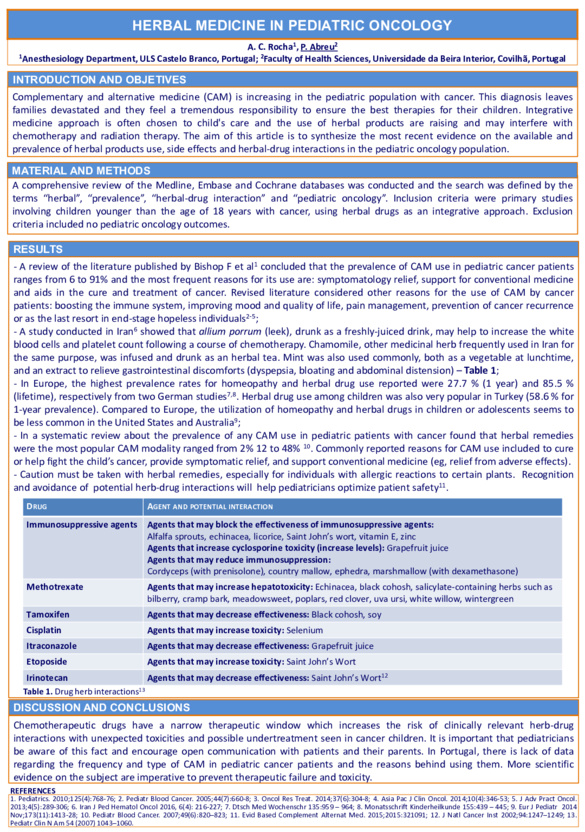 HERBAL MEDICINE IN PEDIATRIC ONCOLOGY
A. C. Rocha¹, P. Abreu²
¹Anesthesiology Department, ULS Castelo Branco, Portugal; ²Faculty of Health Sciences, Universidade da Beira Interior, Covilhã, Portugal
INTRODUCTION AND OBJETIVES
Complementary and alternative medicine (CAM) is increasing in the pediatric population with cancer. This diagnosis leaves
families devastated and they feel a tremendous responsibility to ensure the best therapies for their children. Integrative
medicine approach is often chosen to child's care and the use of herbal products are raising and may interfere with
chemotherapy and radiation therapy. The aim of this article is to synthesize the most recent evidence on the available and
prevalence of herbal products use, side effects and herbal-drug interactions in the pediatric oncology population.
MATERIAL AND METHODS
A comprehensive review of the Medline, Embase and Cochrane databases was conducted and the search was defined by the
terms “herbal”, “prevalence”, “herbal-drug interaction” and “pediatric oncology”. Inclusion criteria were primary studies
involving children younger than the age of 18 years with cancer, using herbal drugs as an integrative approach. Exclusion
criteria included no pediatric oncology outcomes.
RESULTS
- A review of the literature published by Bishop F et al¹ concluded that the prevalence of CAM use in pediatric cancer patients
ranges from 6 to 91% and the most frequent reasons for its use are: symptomatology relief, support for conventional medicine
and aids in the cure and treatment of cancer. Revised literature considered other reasons for the use of CAM by cancer
patients: boosting the immune system, improving mood and quality of life, pain management, prevention of cancer recurrence
or as the last resort in end-stage hopeless individuals²⁻⁵;
- A study conducted in Iran⁶ showed that allium porrum (leek), drunk as a freshly-juiced drink, may help to increase the white
blood cells and platelet count following a course of chemotherapy. Chamomile, other medicinal herb frequently used in Iran for
the same purpose, was infused and drunk as an herbal tea. Mint was also used commonly, both as a vegetable at lunchtime,
and an extract to relieve gastrointestinal discomforts (dyspepsia, bloating and abdominal distension) – Table 1;
- In Europe, the highest prevalence rates for homeopathy and herbal drug use reported were 27.7 % (1 year) and 85.5 %
(lifetime), respectively from two German studies⁷,⁸. Herbal drug use among children was also very popular in Turkey (58.6 % for
1-year prevalence). Compared to Europe, the utilization of homeopathy and herbal drugs in children or adolescents seems to
be less common in the United States and Australia⁹;
- In a systematic review about the prevalence of any CAM use in pediatric patients with cancer found that herbal remedies
were the most popular CAM modality ranged from 2% 12 to 48% ¹⁰. Commonly reported reasons for CAM use included to cure
or help fight the child's cancer, provide symptomatic relief, and support conventional medicine (eg, relief from adverse effects).
- Caution must be taken with herbal remedies, especially for individuals with allergic reactions to certain plants. Recognition
and avoidance of potential herb-drug interactions will help pediatricians optimize patient safety¹¹.
DRUG AGENT AND POTENTIAL INTERACTION
Immunosuppressive agents Agents that may block the effectiveness of immunosuppressive agents:
Alfalfa sprouts, echinacea, licorice, Saint John's wort, vitamin E, zinc
Agents that increase cyclosporine toxicity (increase levels): Grapefruit juice
Agents that may reduce immunosuppression:
Cordyceps (with prenisolone), country mallow, ephedra, marshmallow (with dexamethasone)
Methotrexate Agents that may increase hepatotoxicity: Echinacea, black cohosh, salicylate-containing herbs such as
bilberry, cramp bark, meadowsweet, poplars, red clover, uva ursi, white willow, wintergreen
Tamoxifen Agents that may decrease effectiveness: Black cohosh, soy
Cisplatin Agents that may increase toxicity: Selenium
Itraconazole Agents that may decrease effectiveness: Grapefruit juice
Etoposide Agents that may increase toxicity: Saint John's Wort
Irinotecan Agents that may decrease effectiveness: Saint John's Wort¹²
Table 1. Drug herb interactions¹³
DISCUSSION AND CONCLUSIONS
Chemotherapeutic drugs have a narrow therapeutic window which increases the risk of clinically relevant herb-drug
interactions with unexpected toxicities and possible undertreatment seen in cancer children. It is important that pediatricians
be aware of this fact and encourage open communication with patients and their parents. In Portugal, there is lack of data
regarding the frequency and type of CAM in pediatric cancer patients and the reasons behind using them. More scientific
evidence on the subject are imperative to prevent therapeutic failure and toxicity.
REFERENCES
1. Pediatrics. 2010;125(4):768-76; 2. Pediatr Blood Cancer. 2005;44(7):660-8; 3. Oncol Res Treat. 2014;37(6):304-8; 4. Asia Pac J Clin Oncol. 2014;10(4):346-53; 5. J Adv Pract Oncol.
2013;4(5):289-306; 6. Iran J Ped Hematol Oncol 2016, 6(4): 216-227; 7. Dtsch Med Wochenschr 135:959 – 964; 8. Monatsschrift Kinderheilkunde 155:439 – 445; 9. Eur J Pediatr 2014
Nov;173(11):1413-28; 10. Pediatr Blood Cancer. 2007;49(6):820–823; 11. Evid Based Complement Alternat Med. 2015;2015:321091; 12. J Natl Cancer Inst 2002;94:1247–1249; 13.
Pediatr Clin N Am 54 (2007) 1043–1060.